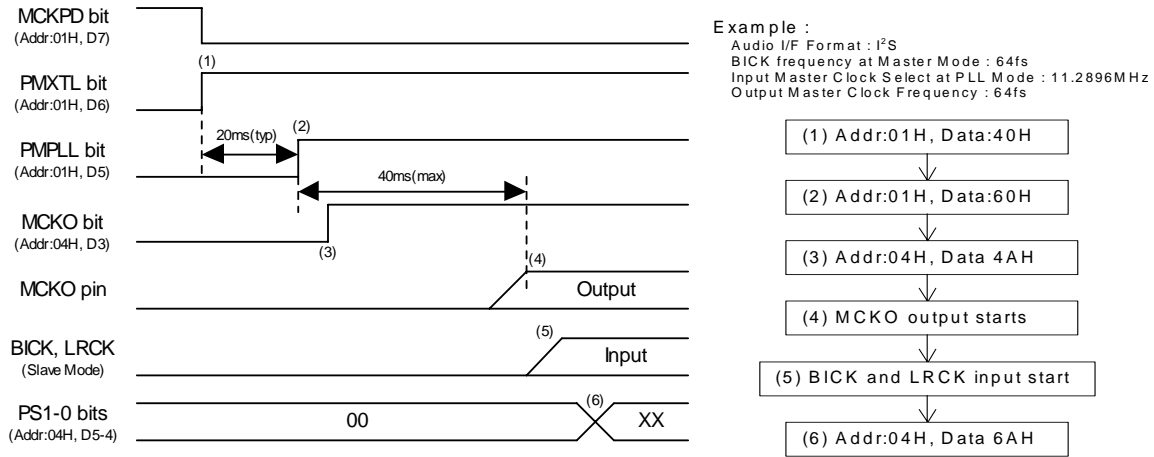 MCKPD bit
(Addr:01H, D7)
(1)
PMXTL bit
(Addr:01H, D6)
20ms(typ)
(2)
PMPLL bit
(Addr:01H, D5)
40ms(max)
MCKO bit
(Addr:04H, D3)
(3)
(4)
MCKO pin
Output
(5)
BICK, LRCK
(Slave Mode)
Input
(6)
PS1-0 bits
(Addr:04H, D5-4)
00
XX
Example :
Audio I/F Format : I²S
BICK frequency at Master Mode : 64fs
Input Master Clock Select at PLL Mode : 11.2896MHz
Output Master Clock Frequency : 64fs
(1) Addr:01H, Data:40H
(2) Addr:01H, Data:60H
(3) Addr:04H, Data 4AH
(4) MCKO output starts
(5) BICK and LRCK input start
(6) Addr:04H, Data 6AH